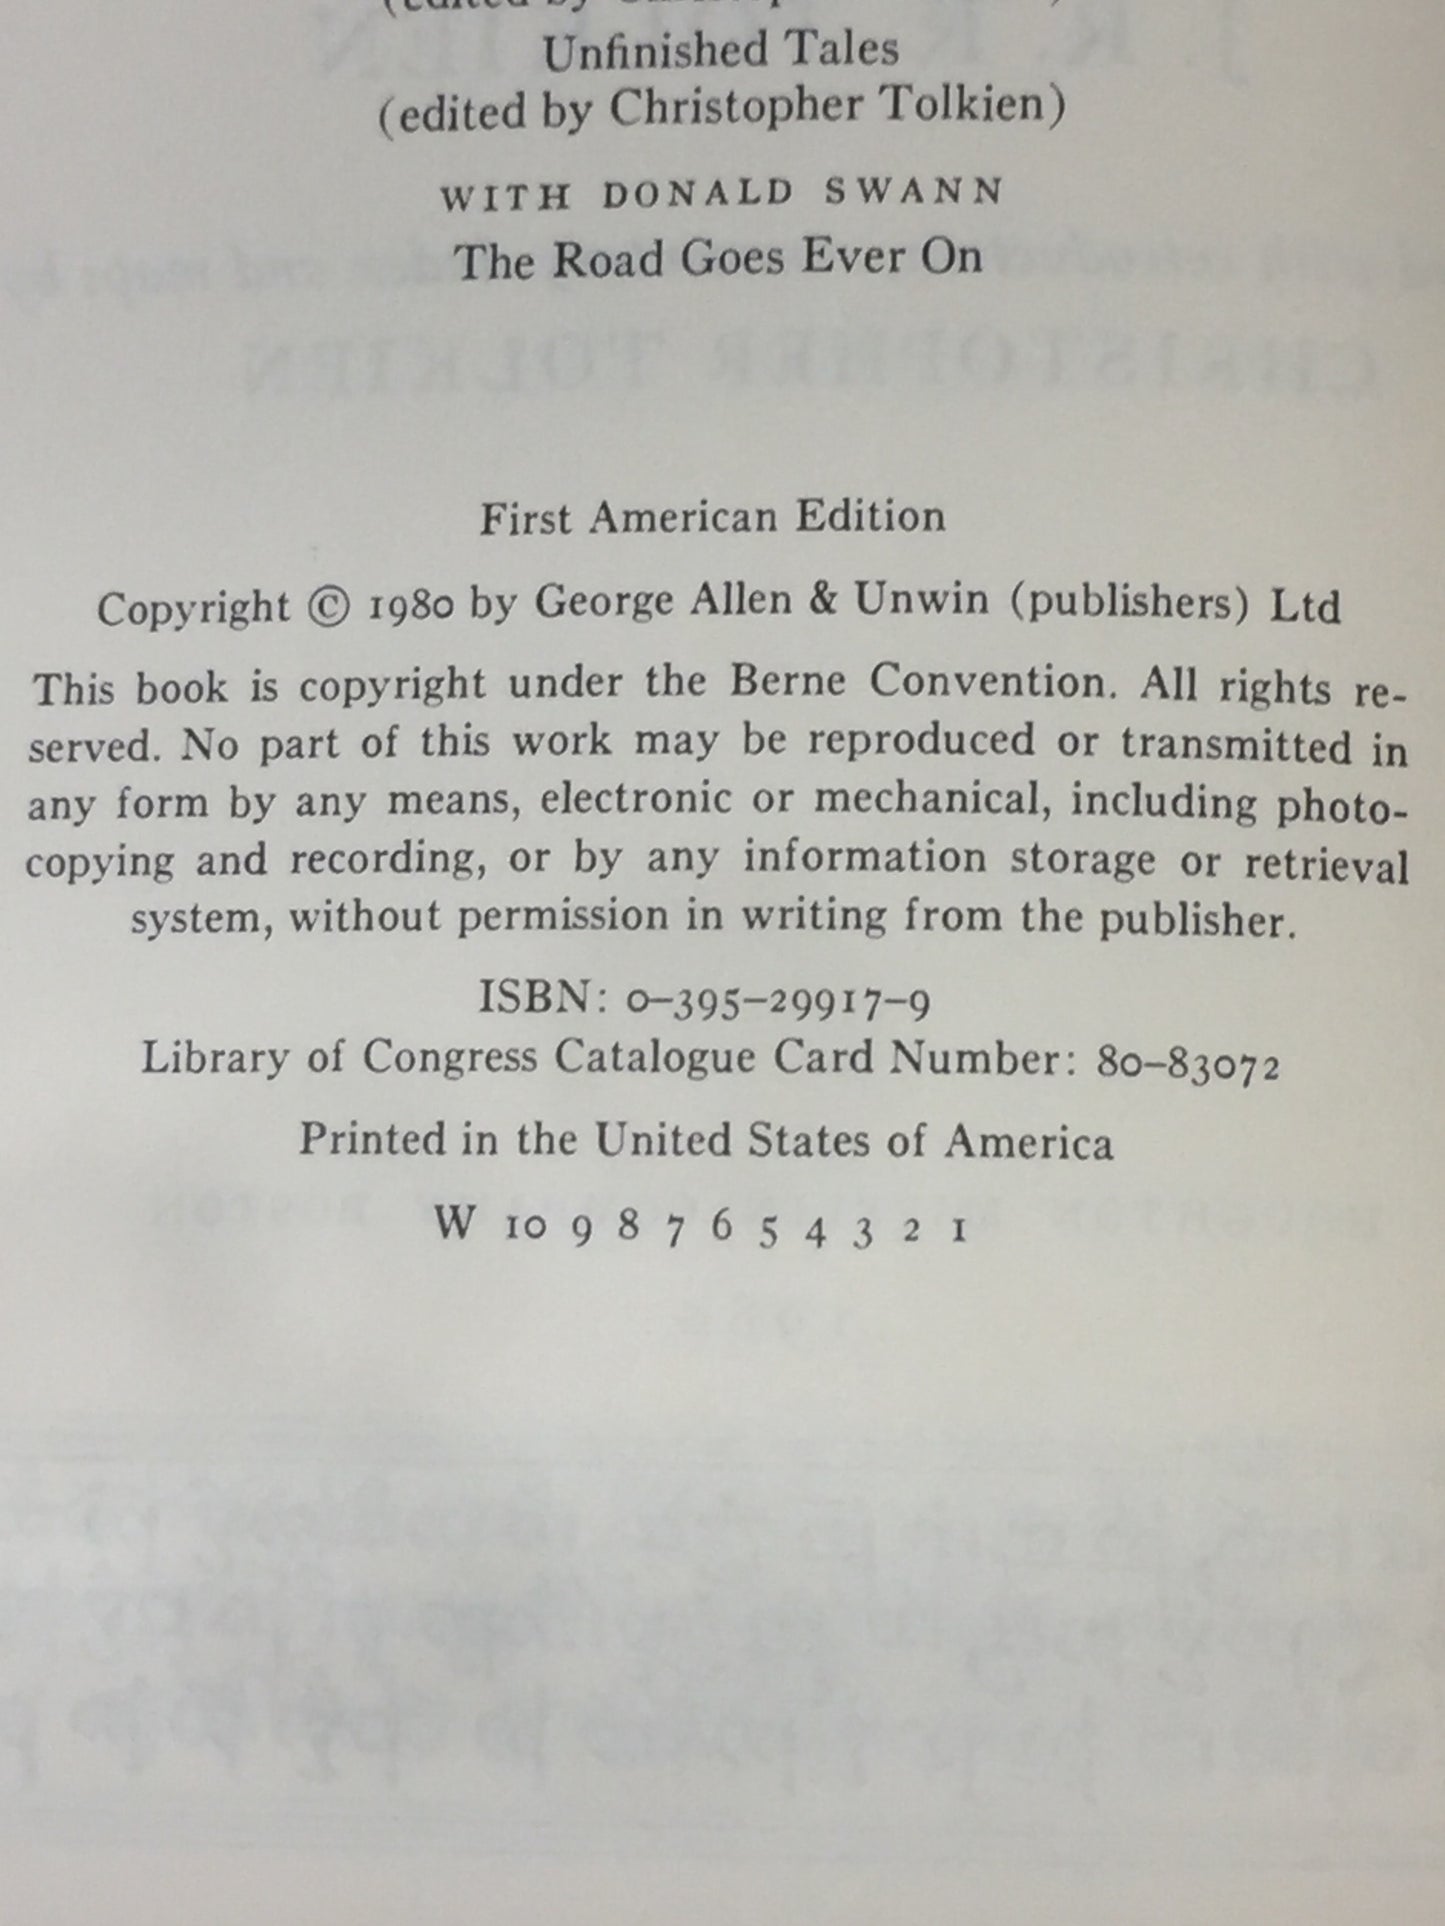 Unfinished Tales
(edited by Christopher Tolkien)
WITH DONALD SWANN
The Road Goes Ever On
CHRISTOPHER TOLKIEN
First American Edition
Copyright © 1980 by George Allen & Unwin (publishers) Ltd
This book is copyright under the Berne Convention. All rights re-
served. No part of this work may be reproduced or transmitted in
any form by any means, electronic or mechanical, including photo-
copying and recording, or by any information storage or retrieval
system, without permission in writing from the publisher.
ISBN: 0–395–29917–9
Library of Congress Catalogue Card Number: 80–83072
Printed in the United States of America
W 10 9 8 7 6 5 4 3 2 1